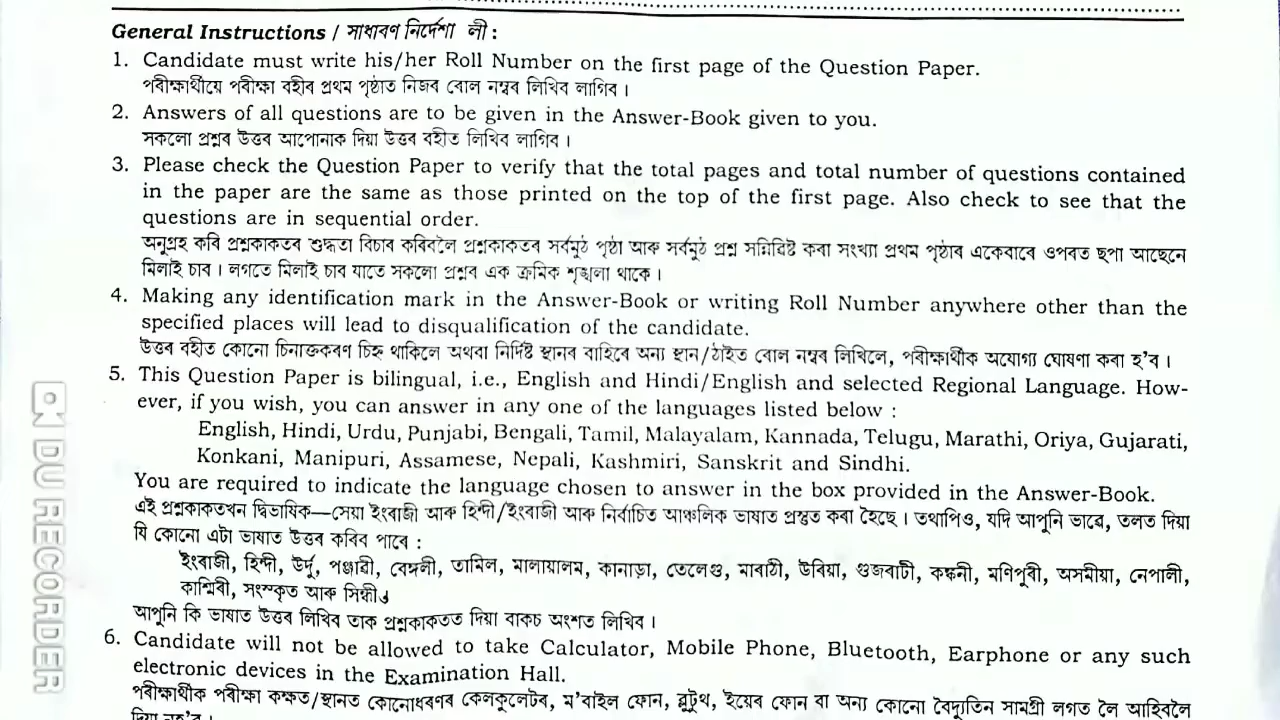 General Instructions / সাধাৰণ নিৰ্দেশা লী :
1. Candidate must write his/her Roll Number on the first page of the Question Paper.
পৰীক্ষাৰ্থীয়ে পৰীক্ষা বহীৰ প্ৰথম পৃষ্ঠাত নিজৰ ৰোল নম্বৰ লিখিব লাগিব।
2. Answers of all questions are to be given in the Answer-Book given to you.
সকলো প্ৰশ্নৰ উত্তৰ আপোনাক দিয়া উত্তৰ বহীত লিখিব লাগিব।
3. Please check the Question Paper to verify that the total pages and total number of questions contained
in the paper are the same as those printed on the top of the first page. Also check to see that the
questions are in sequential order.
অনুগ্ৰহ কৰি প্ৰশ্নকাকতৰ শুদ্ধতা বিচাৰ কৰিবলৈ প্ৰশ্নকাকতৰ সৰ্বমুঠ পৃষ্ঠা আৰু সৰ্বমুঠ প্ৰশ্ন সন্নিৱিষ্ট কৰা সংখ্যা প্ৰথম পৃষ্ঠাৰ একেবাৰে ওপৰত ছপা আছেনে
মিলাই চাব। লগতে মিলাই চাব যাতে সকলো প্ৰশ্নৰ এক ক্ৰমিক শৃঙ্খলা থাকে।
4. Making any identification mark in the Answer-Book or writing Roll Number anywhere other than the
specified places will lead to disqualification of the candidate.
উত্তৰ বহীত কোনো চিনাক্তকৰণ চিহ্ন থাকিলে অথবা নিৰ্দিষ্ট স্থানৰ বাহিৰে অন্য স্থান/ঠাইত ৰোল নম্বৰ লিখিলে, পৰীক্ষাৰ্থীক অযোগ্য ঘোষণা কৰা হ'ব।
5. This Question Paper is bilingual, i.e., English and Hindi/English and selected Regional Language. How-
ever, if you wish, you can answer in any one of the languages listed below :
English, Hindi, Urdu, Punjabi, Bengali, Tamil, Malayalam, Kannada, Telugu, Marathi, Oriya, Gujarati,
Konkani, Manipuri, Assamese, Nepali, Kashmiri, Sanskrit and Sindhi.
You are required to indicate the language chosen to answer in the box provided in the Answer-Book.
এই প্ৰশ্নকাকতখন দ্বিভাষিক—সেয়া ইংৰাজী আৰু হিন্দী/ইংৰাজী আৰু নিৰ্বাচিত আঞ্চলিক ভাষাত প্ৰস্তুত কৰা হৈছে। তথাপিও, যদি আপুনি ভাৱে, তলত দিয়া
যি কোনো এটা ভাষাত উত্তৰ কৰিব পাৰে :
ইংৰাজী, হিন্দী, উৰ্দু, পঞ্জাৱী, বেঙ্গলী, তামিল, মালায়ালম, কানাড়া, তেলেগু, মাৰাঠী, উৰিয়া, গুজৰাটী, কঙ্কনী, মণিপুৰী, অসমীয়া, নেপালী,
কাশ্মিৰী, সংস্কৃত আৰু সিন্ধী।
আপুনি কি ভাষাত উত্তৰ লিখিব তাক প্ৰশ্নকাকতত দিয়া বাকচ অংশত লিখিব।
6. Candidate will not be allowed to take Calculator, Mobile Phone, Bluetooth, Earphone or any such
electronic devices in the Examination Hall.
পৰীক্ষাৰ্থীক পৰীক্ষা কক্ষত/স্থানত কোনোধৰণৰ কেলকুলেটৰ, ম'বাইল ফোন, ব্লুটুথ, ইয়েৰ ফোন বা অন্য কোনো বৈদ্যুতিন সামগ্ৰী লগত লৈ আহিবলৈ
DU RECORDER